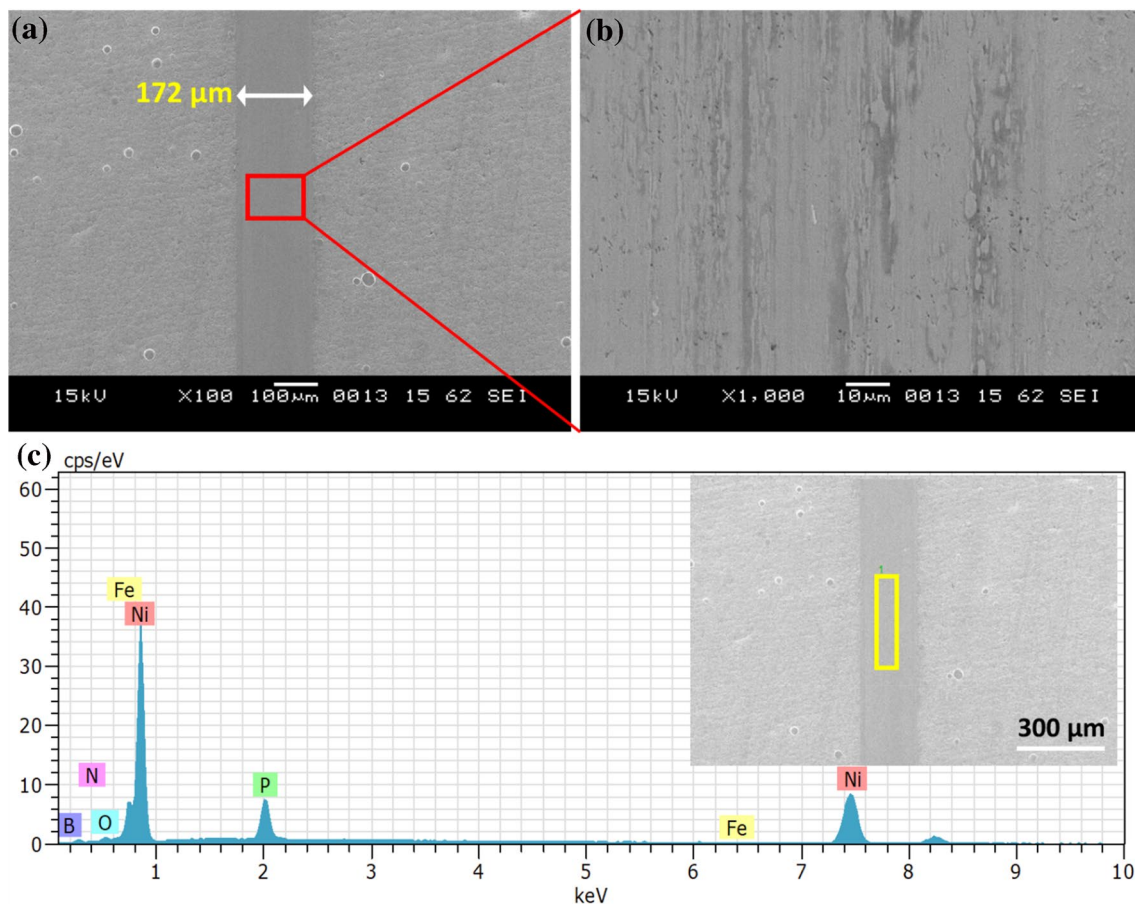 (a)
172 µm
15kV X100 100µm 0013 15 62 SEI
(b)
15kV X1,000 10µm 0013 15 62 SEI
(c)
cps/eV
60
50
40
30
20
10
0
Fe
Ni
N
B
O
P
Fe
Ni
1
300 µm
1 2 3 4 5 6 7 8 9 10
keV